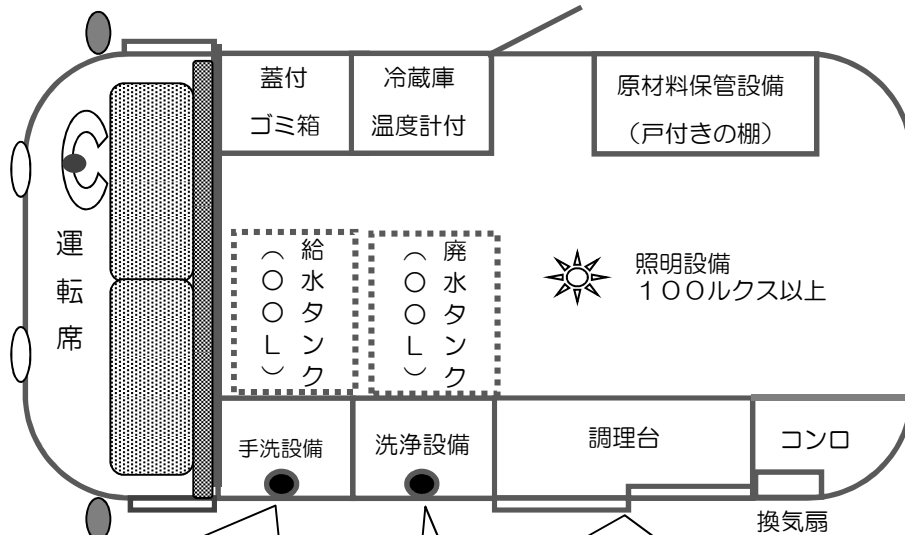 蓋付
ゴミ箱
冷蔵庫
温度計付
原材料保管設備
（戸付きの棚）
運転席
給水タンク
（○○L）
廃水タンク
（○○L）
照明設備
１００ルクス以上
手洗設備
洗浄設備
調理台
コンロ
換気扇